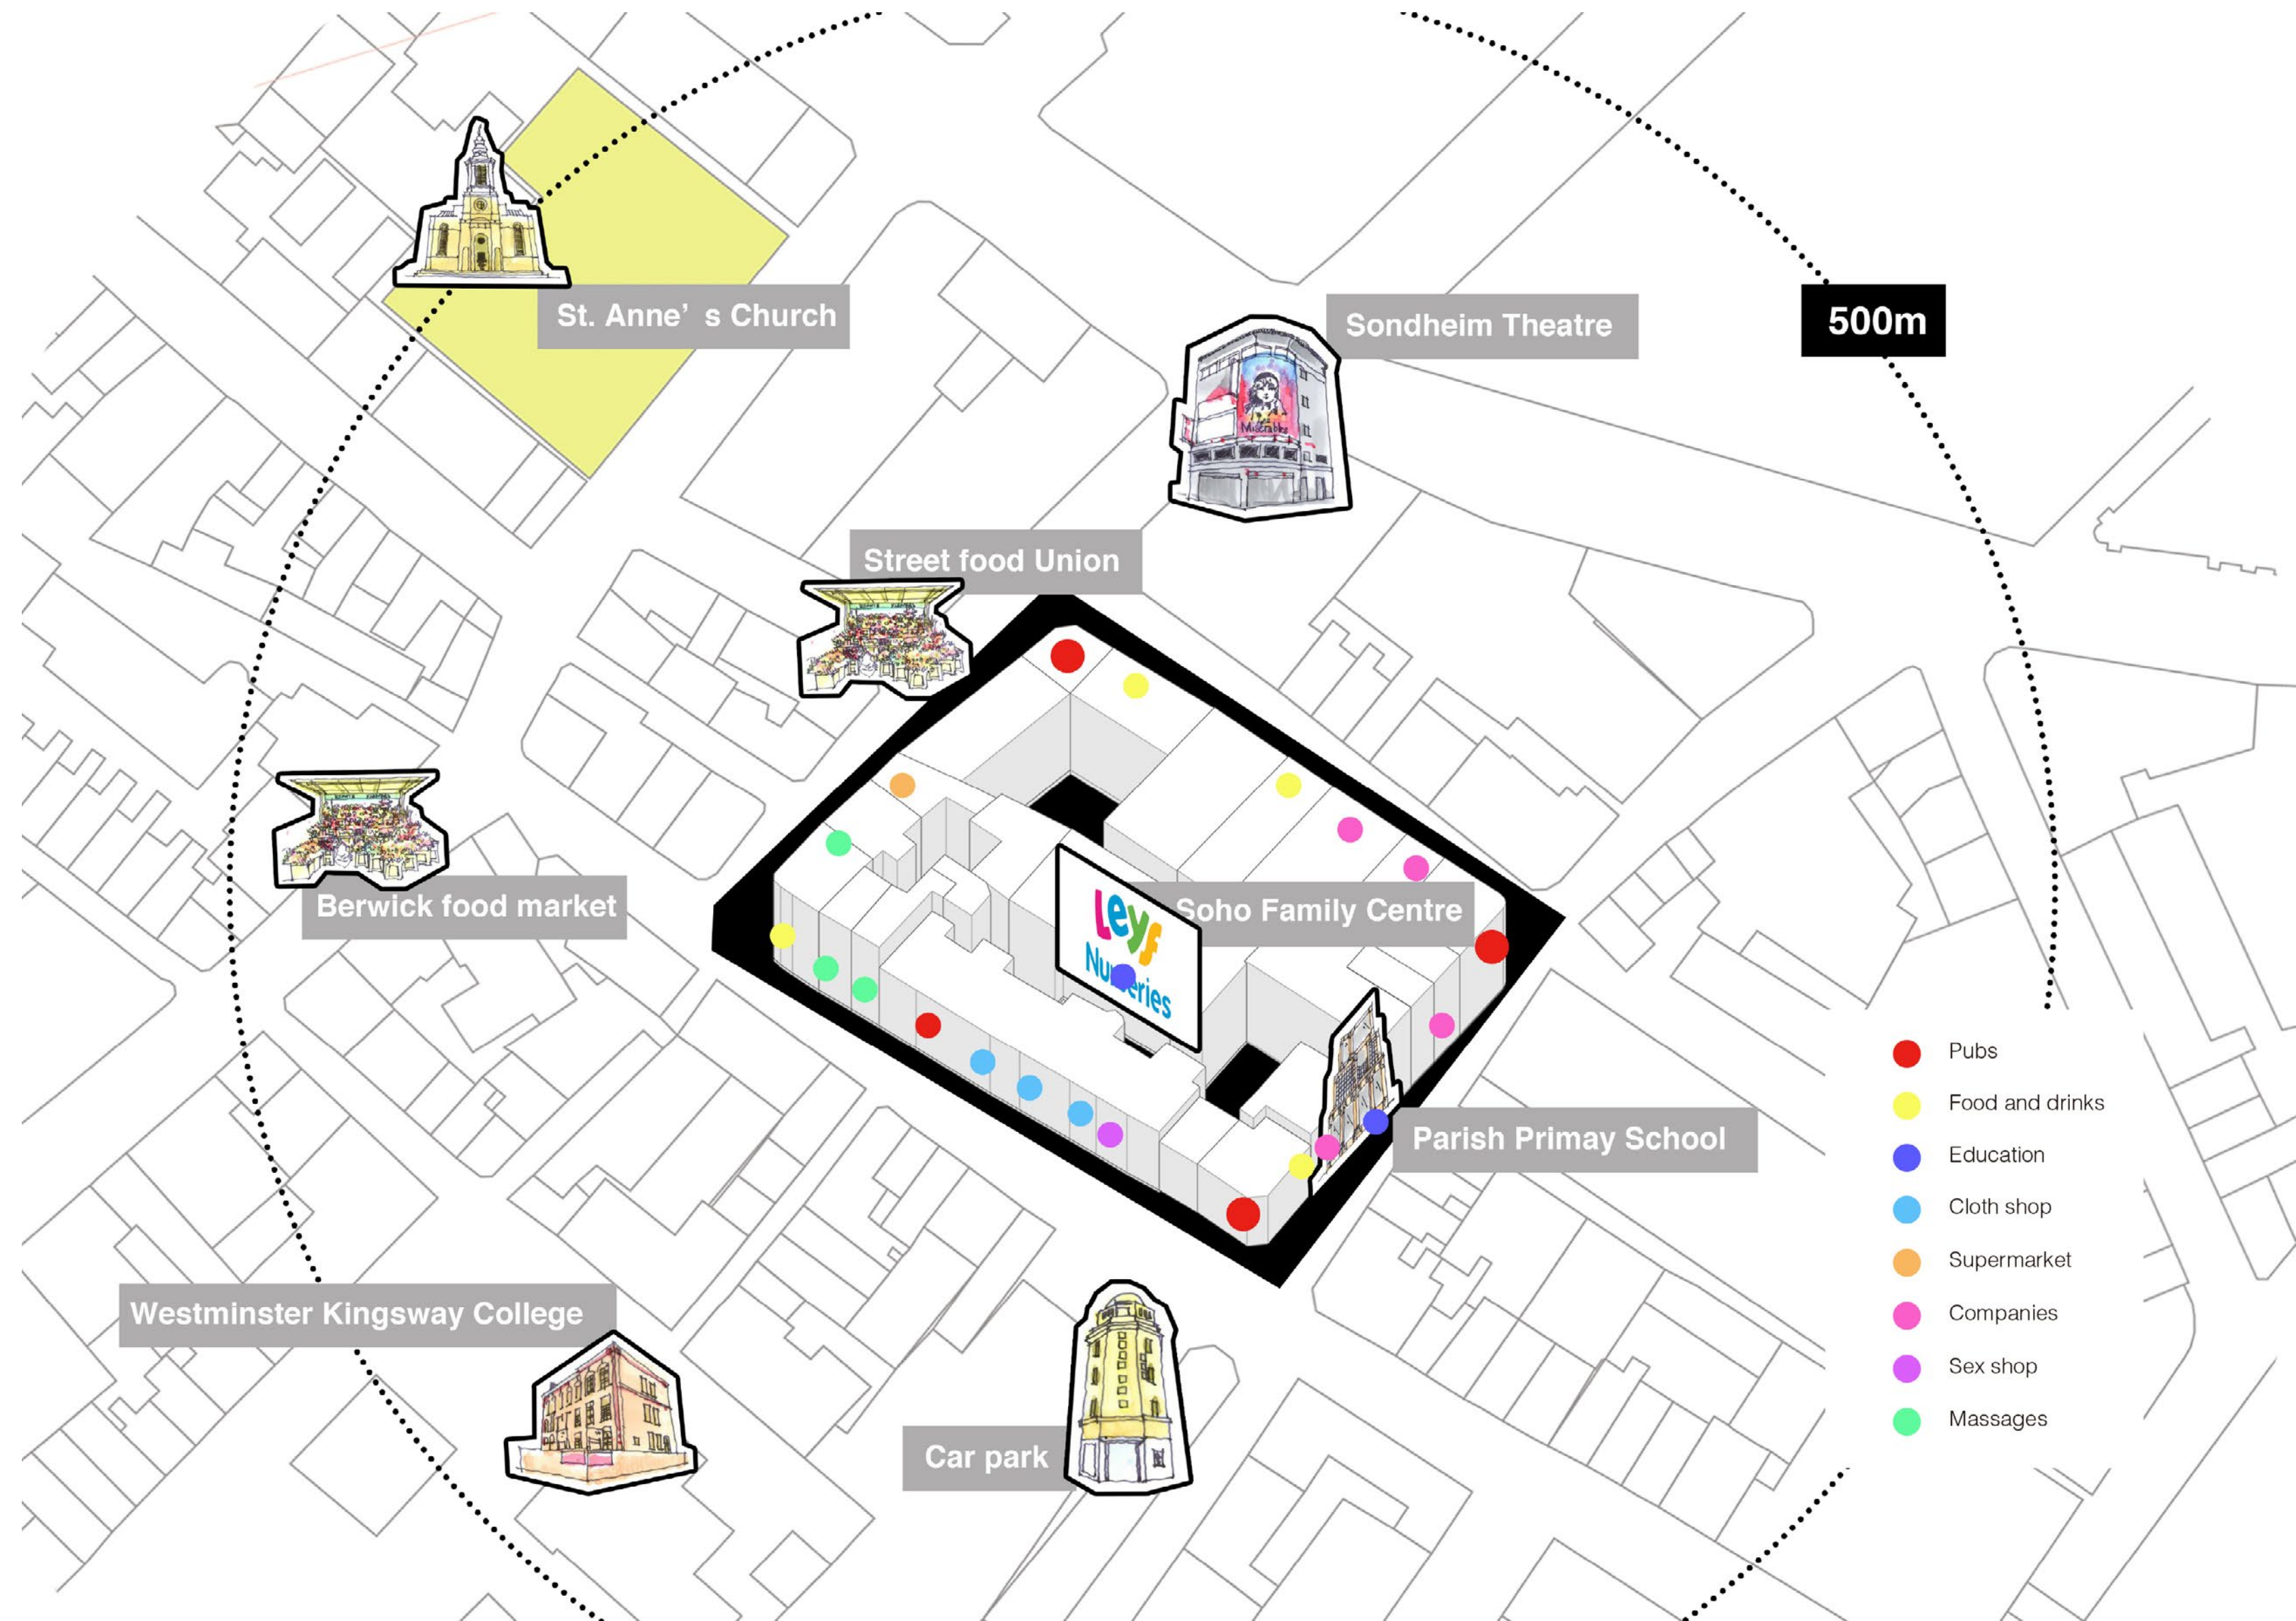 St. Anne’ s Church
Sondheim Theatre
500m
Miserables
Street food Union
Berwick food market
Soho Family Centre
Leyf
Nurseries
Parish Primay School
Westminster Kingsway College
Car park
Pubs
Food and drinks
Education
Cloth shop
Supermarket
Companies
Sex shop
Massages